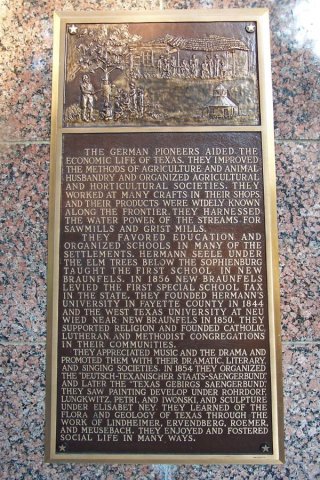 THE GERMAN PIONEERS AIDED THE
ECONOMIC LIFE OF TEXAS. THEY IMPROVED
THE METHODS OF AGRICULTURE AND ANIMAL
HUSBANDRY AND ORGANIZED AGRICULTURAL
AND HORTICULTURAL SOCIETIES. THEY
WORKED AT MANY CRAFTS IN THEIR SHOPS,
AND THEIR PRODUCTS WERE WIDELY KNOWN
ALONG THE FRONTIER. THEY HARNESSED
THE WATER POWER OF THE STREAMS FOR
SAWMILLS AND GRIST MILLS.
THEY FAVORED EDUCATION AND
ORGANIZED SCHOOLS IN MANY OF THE
SETTLEMENTS. HERMANN SEELE UNDER
THE ELM TREES BELOW THE SOPHIENBURG
TAUGHT THE FIRST SCHOOL IN NEW
BRAUNFELS. IN 1856 NEW BRAUNFELS
LEVIED THE FIRST SPECIAL SCHOOL TAX
IN THE STATE. THEY FOUNDED HERMANN'S
UNIVERSITY IN FAYETTE COUNTY IN 1844
AND THE WEST TEXAS UNIVERSITY AT NEU
WIED NEAR NEW BRAUNFELS IN 1850. THEY
SUPPORTED RELIGION AND FOUNDED CATHOLIC,
LUTHERAN, AND METHODIST CONGREGATIONS
IN THEIR COMMUNITIES.
THEY APPRECIATED MUSIC AND THE DRAMA AND
PROMOTED THEM WITH THEIR DRAMATIC, LITERARY,
AND SINGING SOCIETIES. IN 1854 THEY ORGANIZED
THE "DEUTSCH-TEXANISCHER STAATS-SAENGERBUND",
AND LATER THE "TEXAS GEBIRGS SAENGERBUND".
THEY SAW PAINTING DEVELOP UNDER ROHRDORF,
LUNGKWITZ, PETRI, AND IWONSKI, AND SCULPTURE
UNDER ELISABET NEY. THEY LEARNED OF THE
FLORA AND GEOLOGY OF TEXAS THROUGH THE
WORK OF LINDHEIMER, ERVENDBERG, ROEMER,
AND MEUSEBACH. THEY ENJOYED AND FOSTERED
SOCIAL LIFE IN MANY WAYS.